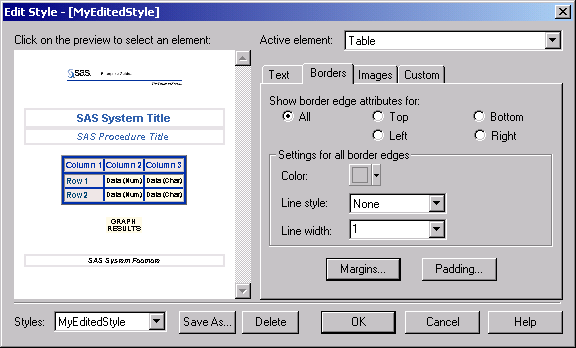 Edit Style - [MyEditedStyle]
Click on the preview to select an element:
Active element: Table
sas.
SAS System Title
SAS Procedure Title
Column 1 Column 2 Column 3
Row 1 Data (Num) Data (Char)
Row 2 Data (Num) Data (Char)
GRAPH
RESULTS
SAS System Footers
Text Borders Images Custom
Show border edge attributes for:
All Top Bottom
Left Right
Settings for all border edges
Color:
Line style: None
Line width: 1
Margins... Padding...
Styles: MyEditedStyle Save As... Delete OK Cancel Help